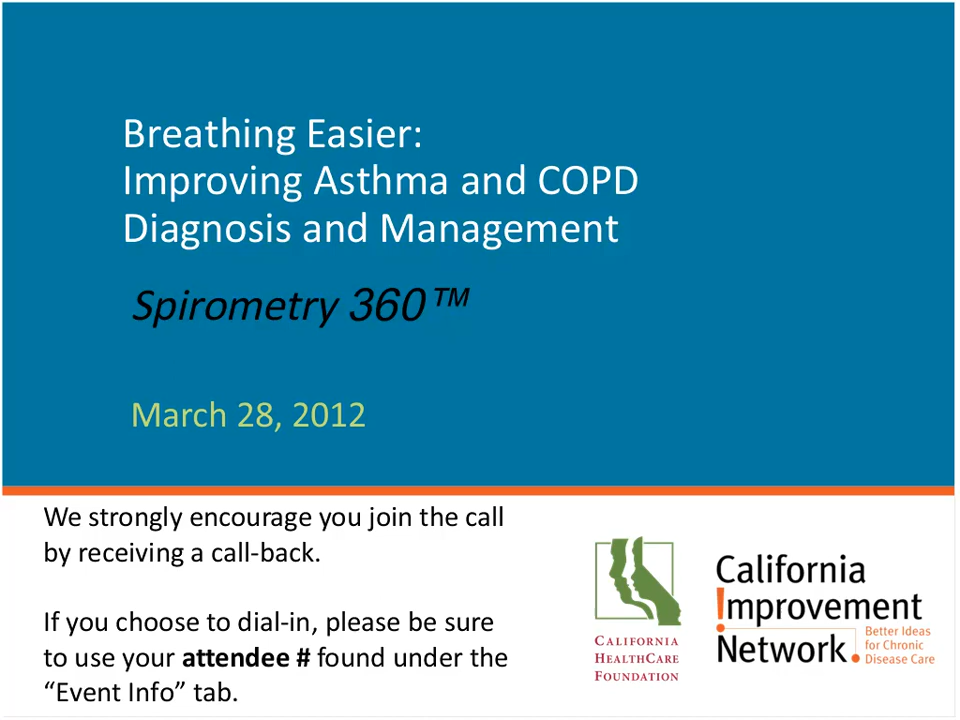 Breathing Easier:
Improving Asthma and COPD
Diagnosis and Management
Spirometry 360™
March 28, 2012
We strongly encourage you join the call
by receiving a call-back.
If you choose to dial-in, please be sure
to use your attendee # found under the
“Event Info” tab.
CALIFORNIA
HEALTHCARE
FOUNDATION
California
!mprovement
Network.
Better Ideas
for Chronic
Disease Care